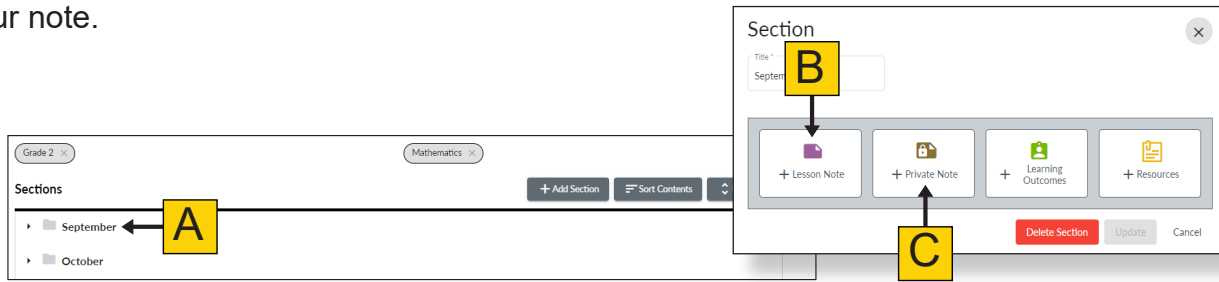 ur note.
Section
Title *
Septem
B
+ Lesson Note
+ Private Note
+ Learning
Outcomes
+ Resources
Delete Section
Update
Cancel
C
Grade 2 ×
Mathematics ×
Sections
+ Add Section
Sort Contents
September
A
October